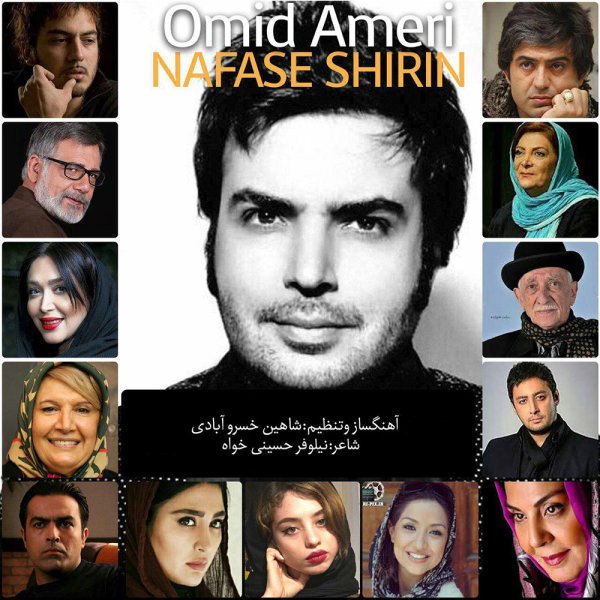 Omid Ameri
NAFASE SHIRIN
آهنگساز وتنظیم:شاهین خسرو آبادی
شاعر:نیلوفر حسینی خواه